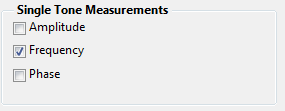 Single Tone Measurements
Amplitude
Frequency
Phase